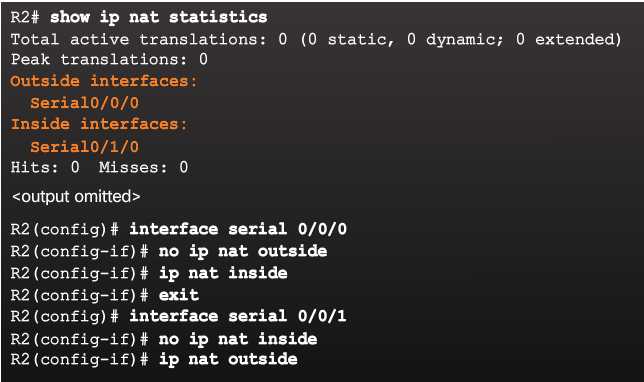 R2# show ip nat statistics
Total active translations: 0 (0 static, 0 dynamic; 0 extended)
Peak translations: 0
Outside interfaces:
  Serial0/0/0
Inside interfaces:
  Serial0/1/0
Hits: 0  Misses: 0
<output omitted>
R2(config)# interface serial 0/0/0
R2(config-if)# no ip nat outside
R2(config-if)# ip nat inside
R2(config-if)# exit
R2(config)# interface serial 0/0/1
R2(config-if)# no ip nat inside
R2(config-if)# ip nat outside